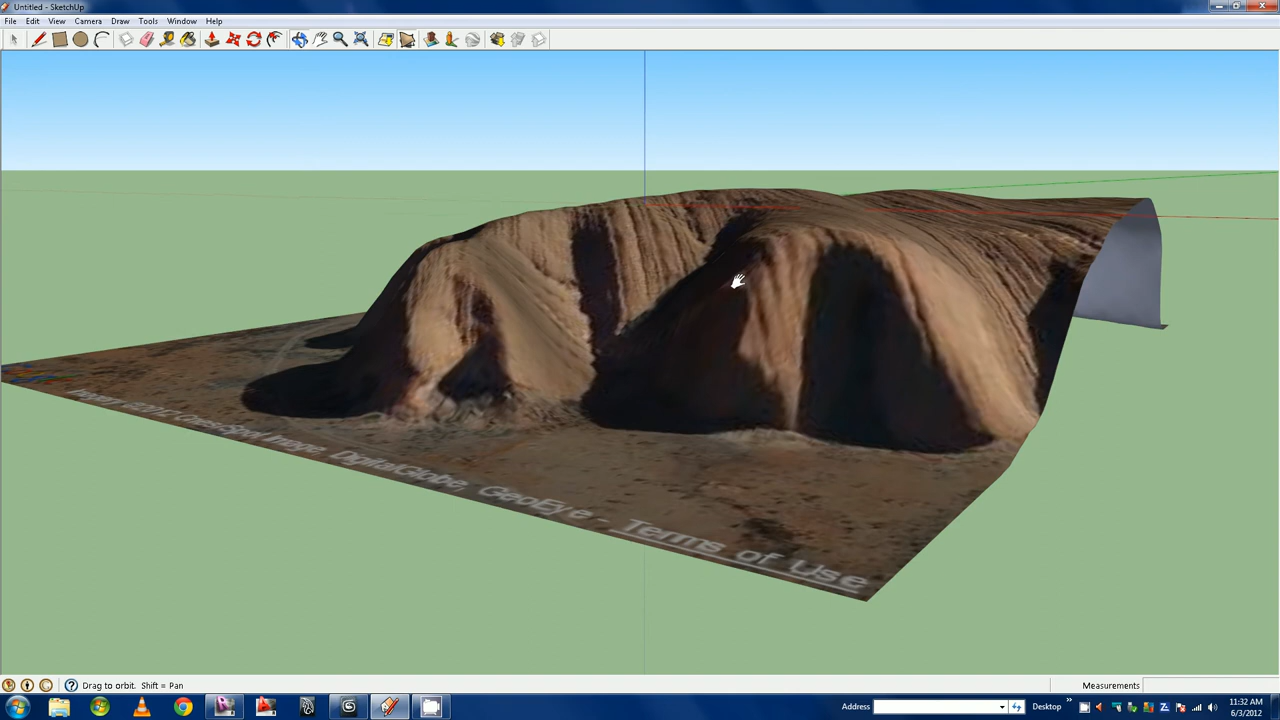 Untitled - SketchUp
File Edit View Camera Draw Tools Window Help
DigitalGlobe, GeoEye - Terms of Use
Drag to orbit. Shift = Pan
Measurements
Address
Desktop
11:32 AM
6/3/2012